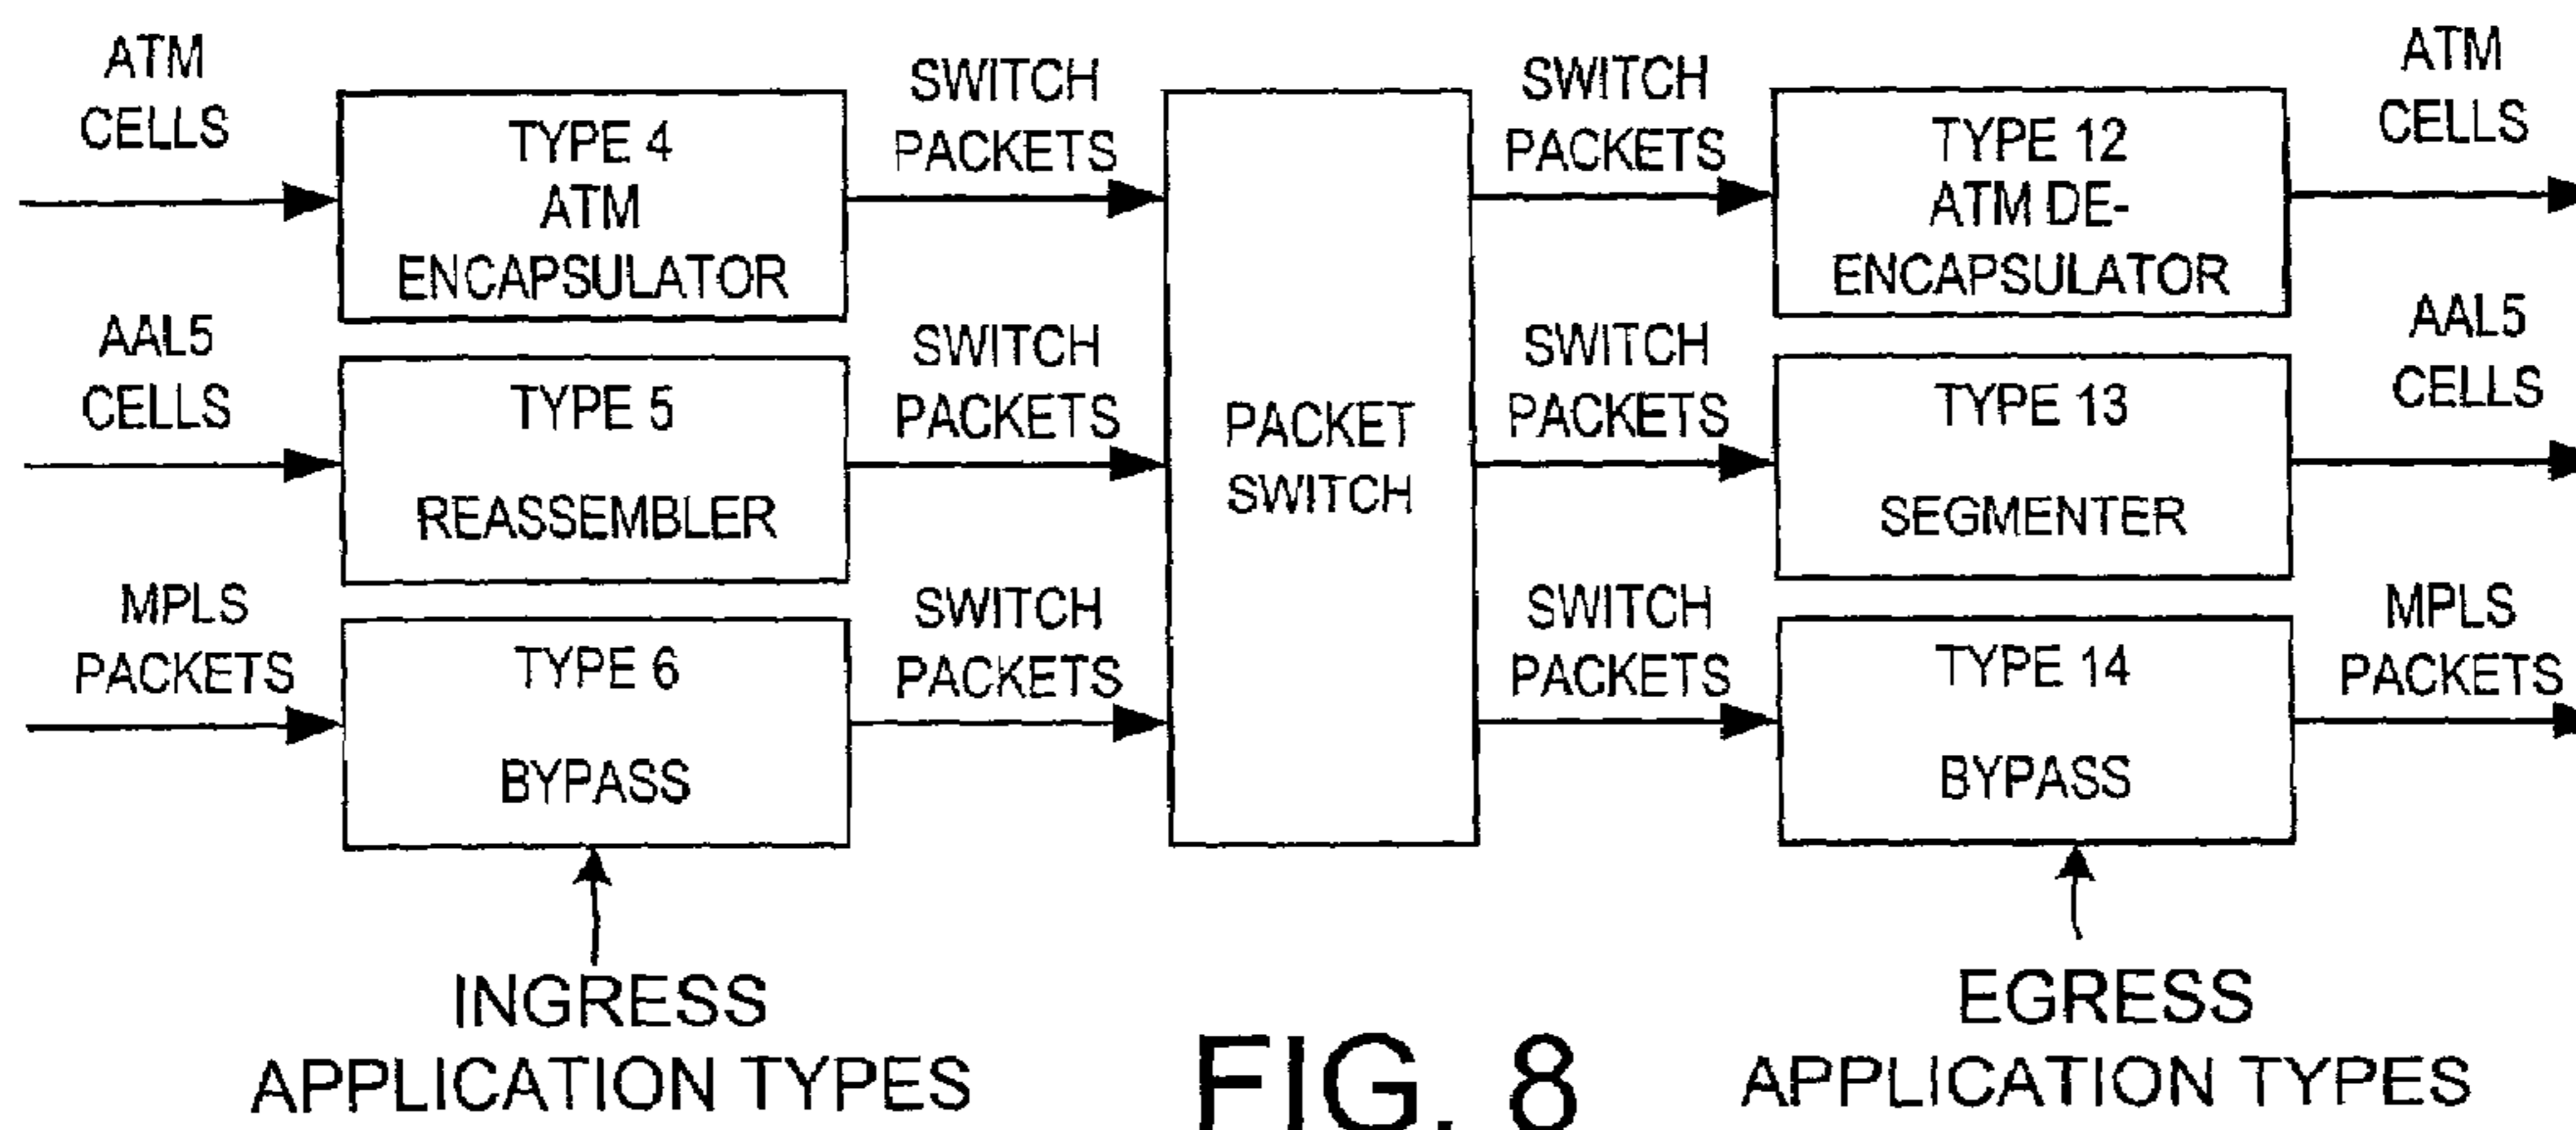 ATM
CELLS
TYPE 4
ATM
ENCAPSULATOR
SWITCH
PACKETS
SWITCH
PACKETS
TYPE 12
ATM DE-
ENCAPSULATOR
ATM
CELLS
AAL5
CELLS
TYPE 5
REASSEMBLER
SWITCH
PACKETS
PACKET
SWITCH
SWITCH
PACKETS
TYPE 13
SEGMENTER
AAL5
CELLS
MPLS
PACKETS
TYPE 6
BYPASS
SWITCH
PACKETS
SWITCH
PACKETS
TYPE 14
BYPASS
MPLS
PACKETS
INGRESS
APPLICATION TYPES
EGRESS
APPLICATION TYPES
FIG. 8